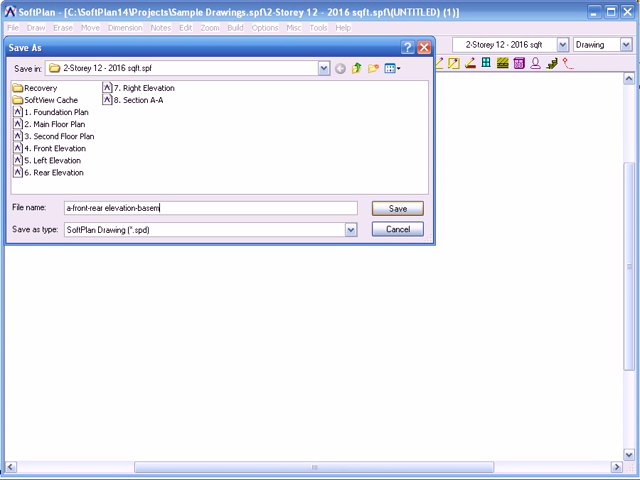 SoftPlan - [C:\SoftPlan14\Projects\Sample Drawings.spf\2-Storey 12 - 2016 sqft.spf\(UNTITLED) (1)]
File Draw Erase Move Dimension Notes Edit Zoom Build Options Misc Tools Help
Save As
Save in: 2-Storey 12 - 2016 sqft.spf
2-Storey 12 - 2016 sqft Drawing
Recovery 7. Right Elevation
SoftView Cache 8. Section A-A
1. Foundation Plan
2. Main Floor Plan
3. Second Floor Plan
4. Front Elevation
5. Left Elevation
6. Rear Elevation
File name: a-front-rear elevation-basem Save
Save as type: SoftPlan Drawing (*.spd) Cancel